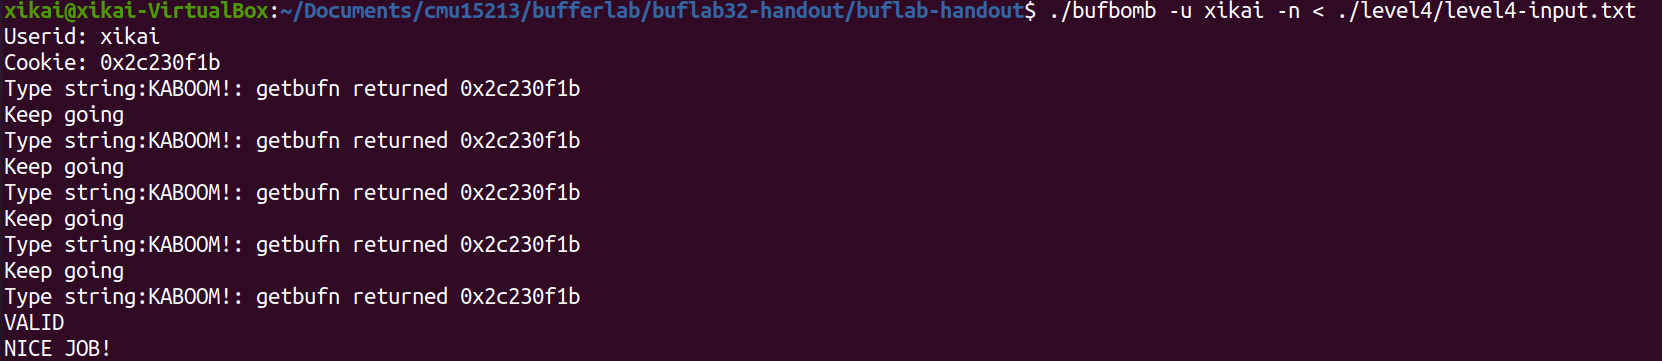 xikai@xikai-VirtualBox:~/Documents/cmu15213/bufferlab/buflab32-handout/buflab-handout$ ./bufbomb -u xikai -n < ./level4/level4-input.txt
Userid: xikai
Cookie: 0x2c230f1b
Type string:KABOOM!: getbufn returned 0x2c230f1b
Keep going
Type string:KABOOM!: getbufn returned 0x2c230f1b
Keep going
Type string:KABOOM!: getbufn returned 0x2c230f1b
Keep going
Type string:KABOOM!: getbufn returned 0x2c230f1b
Keep going
Type string:KABOOM!: getbufn returned 0x2c230f1b
VALID
NICE JOB!